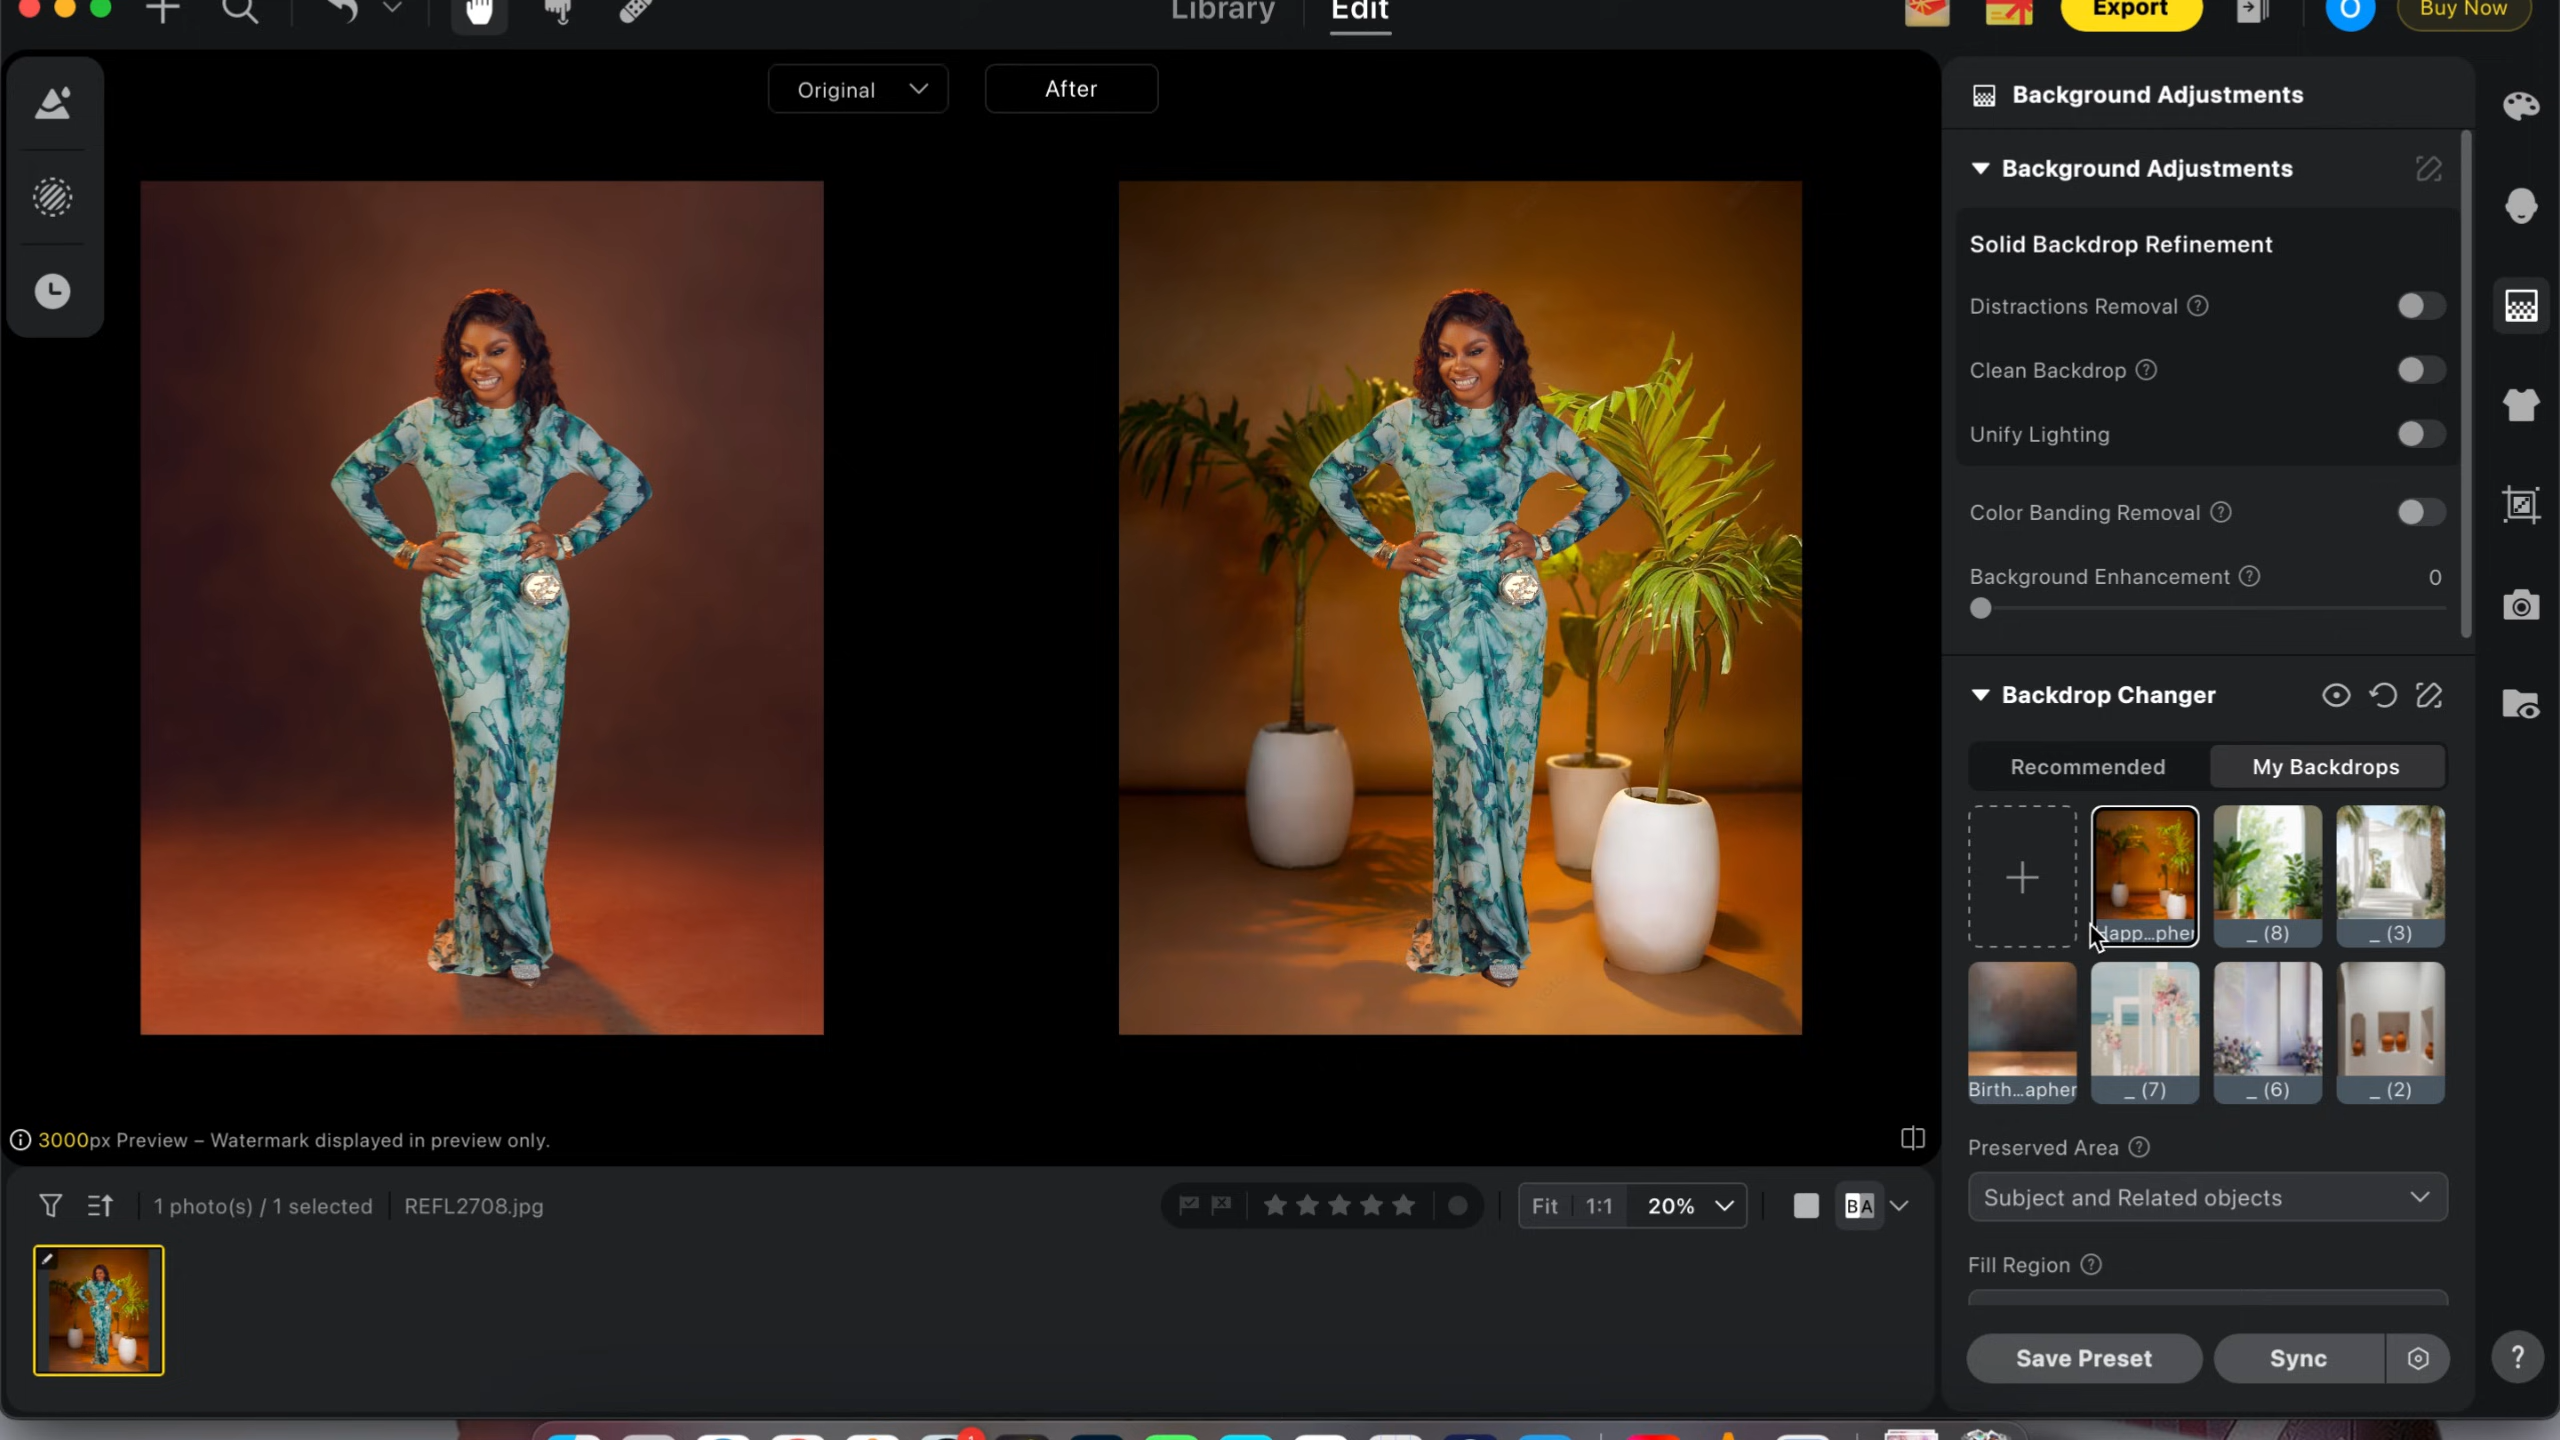 Library
Edit
Export
O
Buy Now
Original
After
Background Adjustments
Background Adjustments
Solid Backdrop Refinement
Distractions Removal ?
Clean Backdrop ?
Unify Lighting
Color Banding Removal ?
Background Enhancement ? 0
Backdrop Changer
Recommended
My Backdrops
Happ...pher
_ (8)
_ (3)
Birth...apher
_ (7)
_ (6)
_ (2)
Preserved Area ?
Subject and Related objects
Fill Region ?
Save Preset
Sync
?
3000px Preview – Watermark displayed in preview only.
1 photo(s) / 1 selected
REFL2708.jpg
Fit
1:1
20%
BA